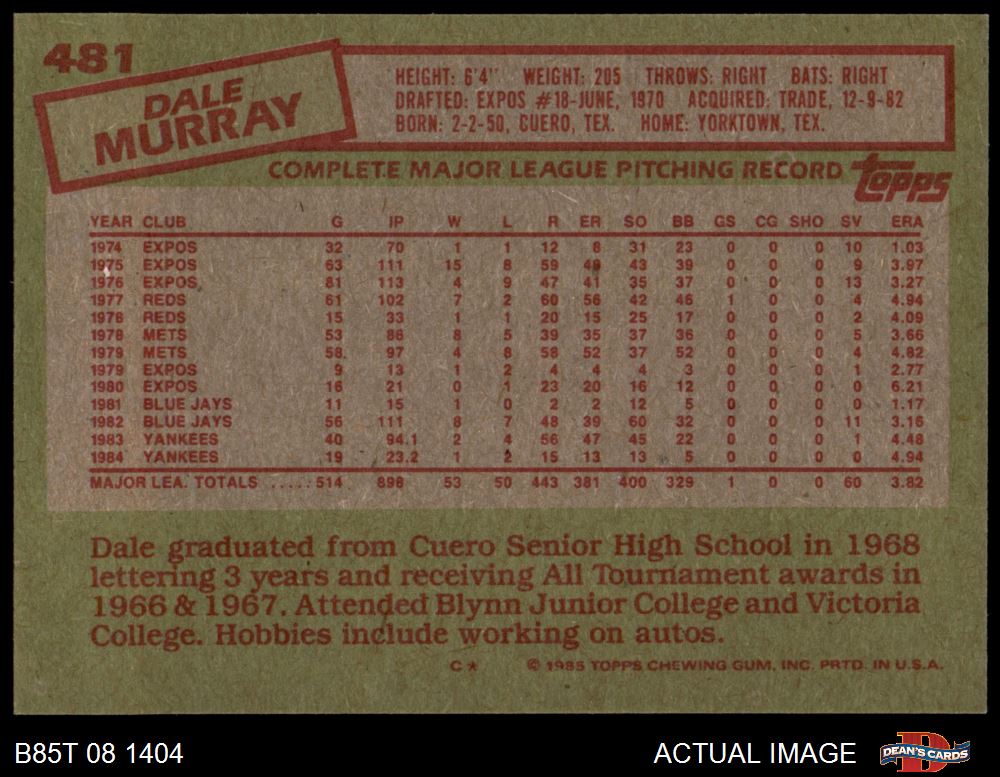 481
DALE
MURRAY
HEIGHT: 6'4" WEIGHT: 205 THROWS: RIGHT BATS: RIGHT
DRAFTED: EXPOS #18-JUNE, 1970 ACQUIRED: TRADE, 12-9-82
BORN: 2-2-50, CUERO, TEX. HOME: YORKTOWN, TEX.
COMPLETE MAJOR LEAGUE PITCHING RECORD
Topps
YEAR CLUB G IP W L R ER SO BB GS CG SHO SV ERA
1974 EXPOS 32 70 1 1 12 8 31 23 0 0 0 10 1.03
1975 EXPOS 63 111 15 8 59 49 43 39 0 0 0 9 3.97
1976 EXPOS 81 113 4 9 47 41 35 37 0 0 0 13 3.27
1977 REDS 61 102 7 2 60 56 42 46 1 0 0 4 4.94
1978 REDS 15 33 1 1 20 15 25 17 0 0 0 2 4.09
1978 METS 53 86 8 5 39 35 37 36 0 0 0 5 3.66
1979 METS 58 97 4 8 58 52 37 52 0 0 0 4 4.82
1979 EXPOS 9 13 1 2 4 4 4 3 0 0 0 1 2.77
1980 EXPOS 16 21 0 1 23 20 16 12 0 0 0 0 6.21
1981 BLUE JAYS 11 15 1 0 2 2 12 5 0 0 0 0 1.17
1982 BLUE JAYS 56 111 8 7 48 39 60 32 0 0 0 11 3.16
1983 YANKEES 40 94.1 2 4 56 47 45 22 0 0 0 1 4.48
1984 YANKEES 19 23.2 1 2 15 13 13 5 0 0 0 0 4.94
MAJOR LEA. TOTALS .....514 898 53 50 443 381 400 329 1 0 0 60 3.82
Dale graduated from Cuero Senior High School in 1968
lettering 3 years and receiving All Tournament awards in
1966 & 1967. Attended Blynn Junior College and Victoria
College. Hobbies include working on autos.
C* © 1985 TOPPS CHEWING GUM, INC. PRTD. IN U.S.A.
B85T 08 1404 ACTUAL IMAGE DEAN'S CARDS